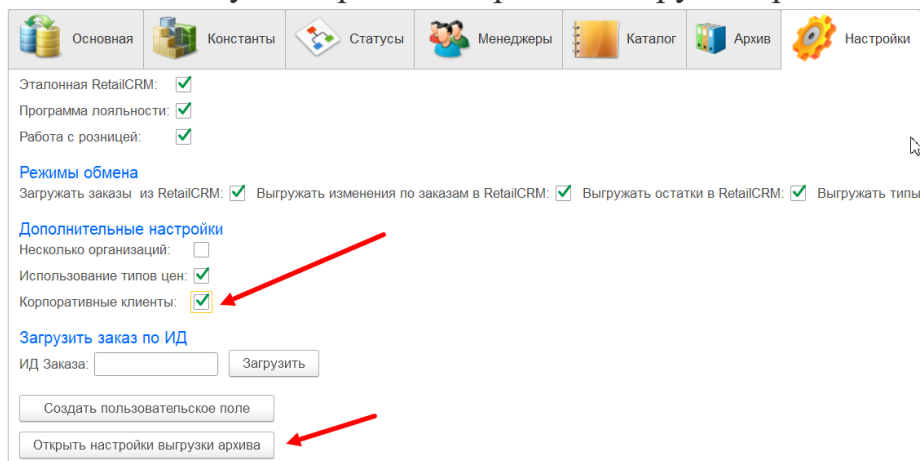 Основная Константы Статусы Менеджеры Каталог Архив Настройки
Эталонная RetailCRM:
Программа лояльности:
Работа с розницей:
Режимы обмена
Загружать заказы из RetailCRM: Выгружать изменения по заказам в RetailCRM: Выгружать остатки в RetailCRM: Выгружать типы
Дополнительные настройки
Несколько организаций:
Использование типов цен:
Корпоративные клиенты:
Загрузить заказ по ИД
ИД Заказа: Загрузить
Создать пользовательское поле
Открыть настройки выгрузки архива